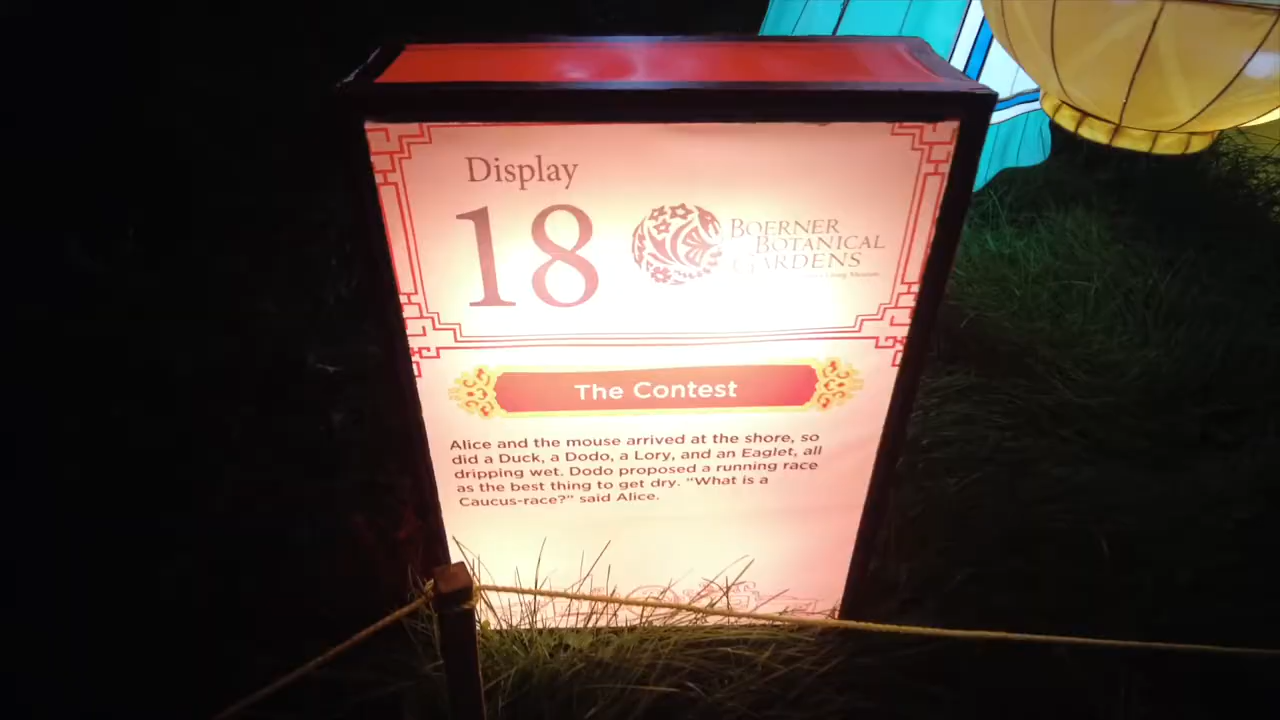 Display
18
BOERNER
BOTANICAL
GARDENS
The Contest
Alice and the mouse arrived at the shore, so
did a Duck, a Dodo, a Lory, and an Eaglet, all
dripping wet. Dodo proposed a running race
as the best thing to get dry. “What is a
Caucus-race?” said Alice.